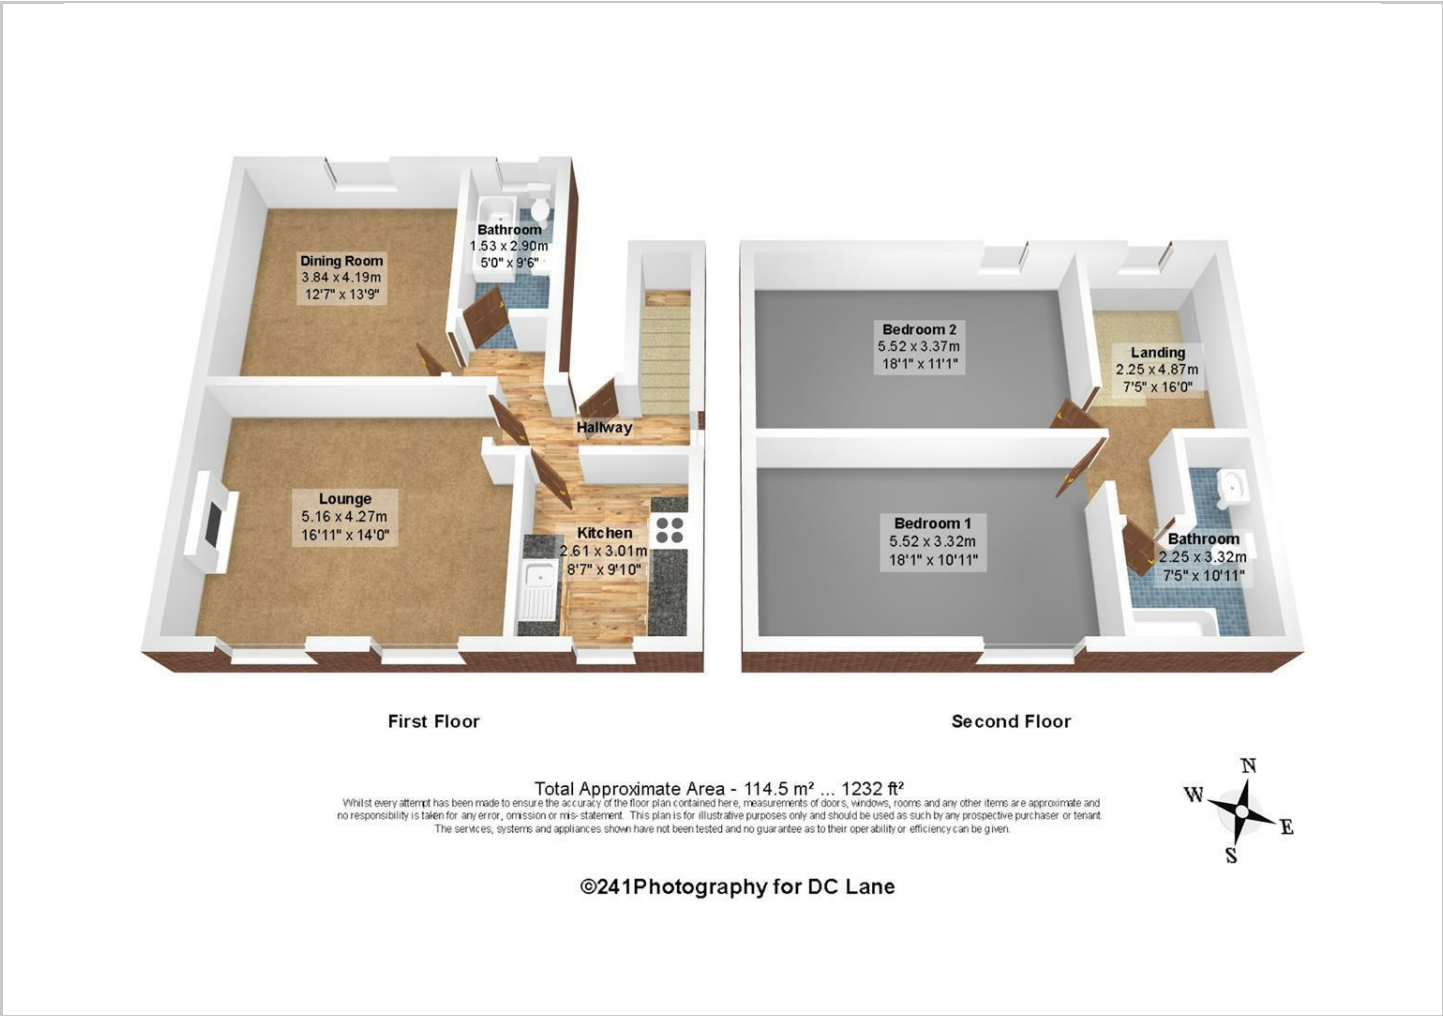 Bathroom
1.53 x 2.90m
5'0" x 9'6"
Dining Room
3.84 x 4.19m
12'7" x 13'9"
Hallway
Lounge
5.16 x 4.27m
16'11" x 14'0"
Kitchen
2.61 x 3.01m
8'7" x 9'10"
First Floor
Bedroom 2
5.52 x 3.37m
18'1" x 11'1"
Landing
2.25 x 4.87m
7'5" x 16'0"
Bedroom 1
5.52 x 3.32m
18'1" x 10'11"
Bathroom
2.25 x 3.32m
7'5" x 10'11"
Second Floor
Total Approximate Area - 114.5 m² ... 1232 ft²
Whilst every attempt has been made to ensure the accuracy of the floor plan contained here, measurements of doors, windows, rooms and any other items are approximate and
no responsibility is taken for any error, omission or mis-statement. This plan is for illustrative purposes only and should be used as such by any prospective purchaser or tenant.
The services, systems and appliances shown have not been tested and no guarantee as to their operability or efficiency can be given.
N
W
E
S
©241Photography for DC Lane